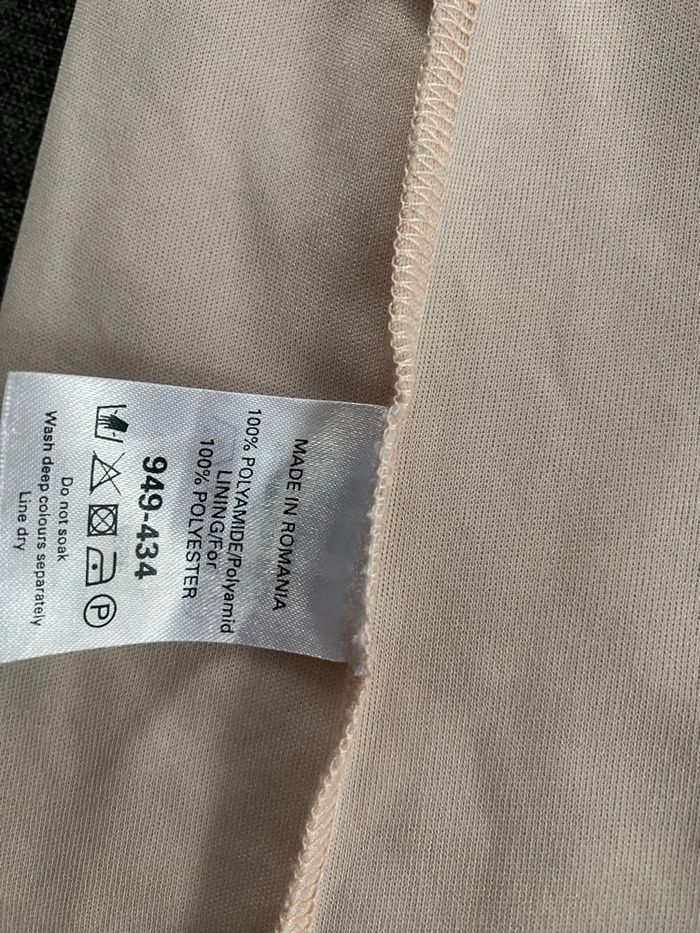 MADE IN ROMANIA
100% POLYAMIDE/Polyamid
LINING/For
100% POLYESTER
949-434
P
Do not soak
Wash deep colours separately
Line dry